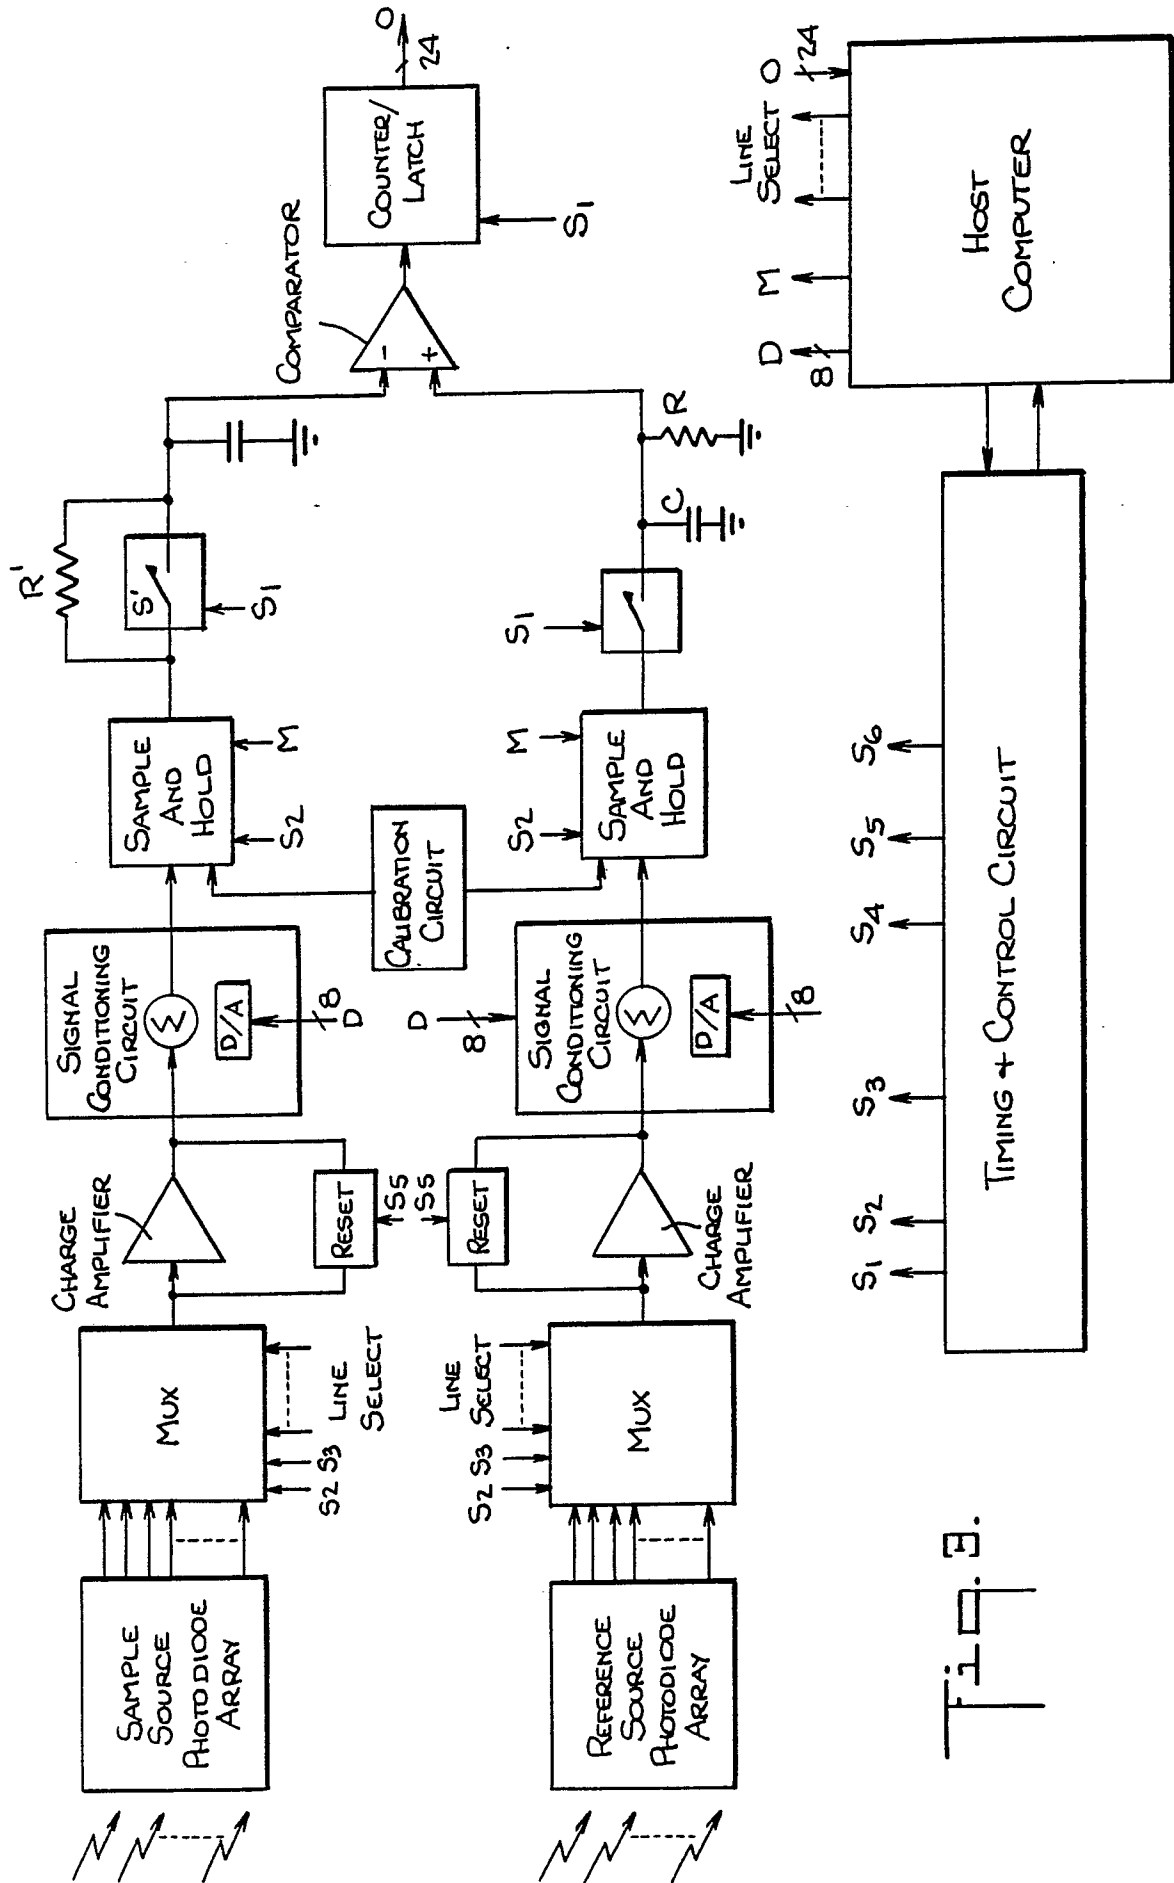 SAMPLE
SOURCE
PHOTODIODE
ARRAY
MUX
S2 S3
LINE
SELECT
CHARGE
AMPLIFIER
RESET
S5
SIGNAL
CONDITIONING
CIRCUIT
Σ
D/A
8
D
SAMPLE
AND
HOLD
S2
M
R'
S'
S1
COMPARATOR
-
+
COUNTER/
LATCH
S1
O
24
CALIBRATION
CIRCUIT
REFERENCE
SOURCE
PHOTODIODE
ARRAY
MUX
S2 S3
LINE
SELECT
CHARGE
AMPLIFIER
RESET
S5
D
8
SIGNAL
CONDITIONING
CIRCUIT
Σ
D/A
8
SAMPLE
AND
HOLD
S2
M
S1
C
R
TIMING + CONTROL CIRCUIT
S1
S2
S3
S4
S5
S6
HOST
COMPUTER
D
8
M
LINE
SELECT
O
24
Fig. 3.